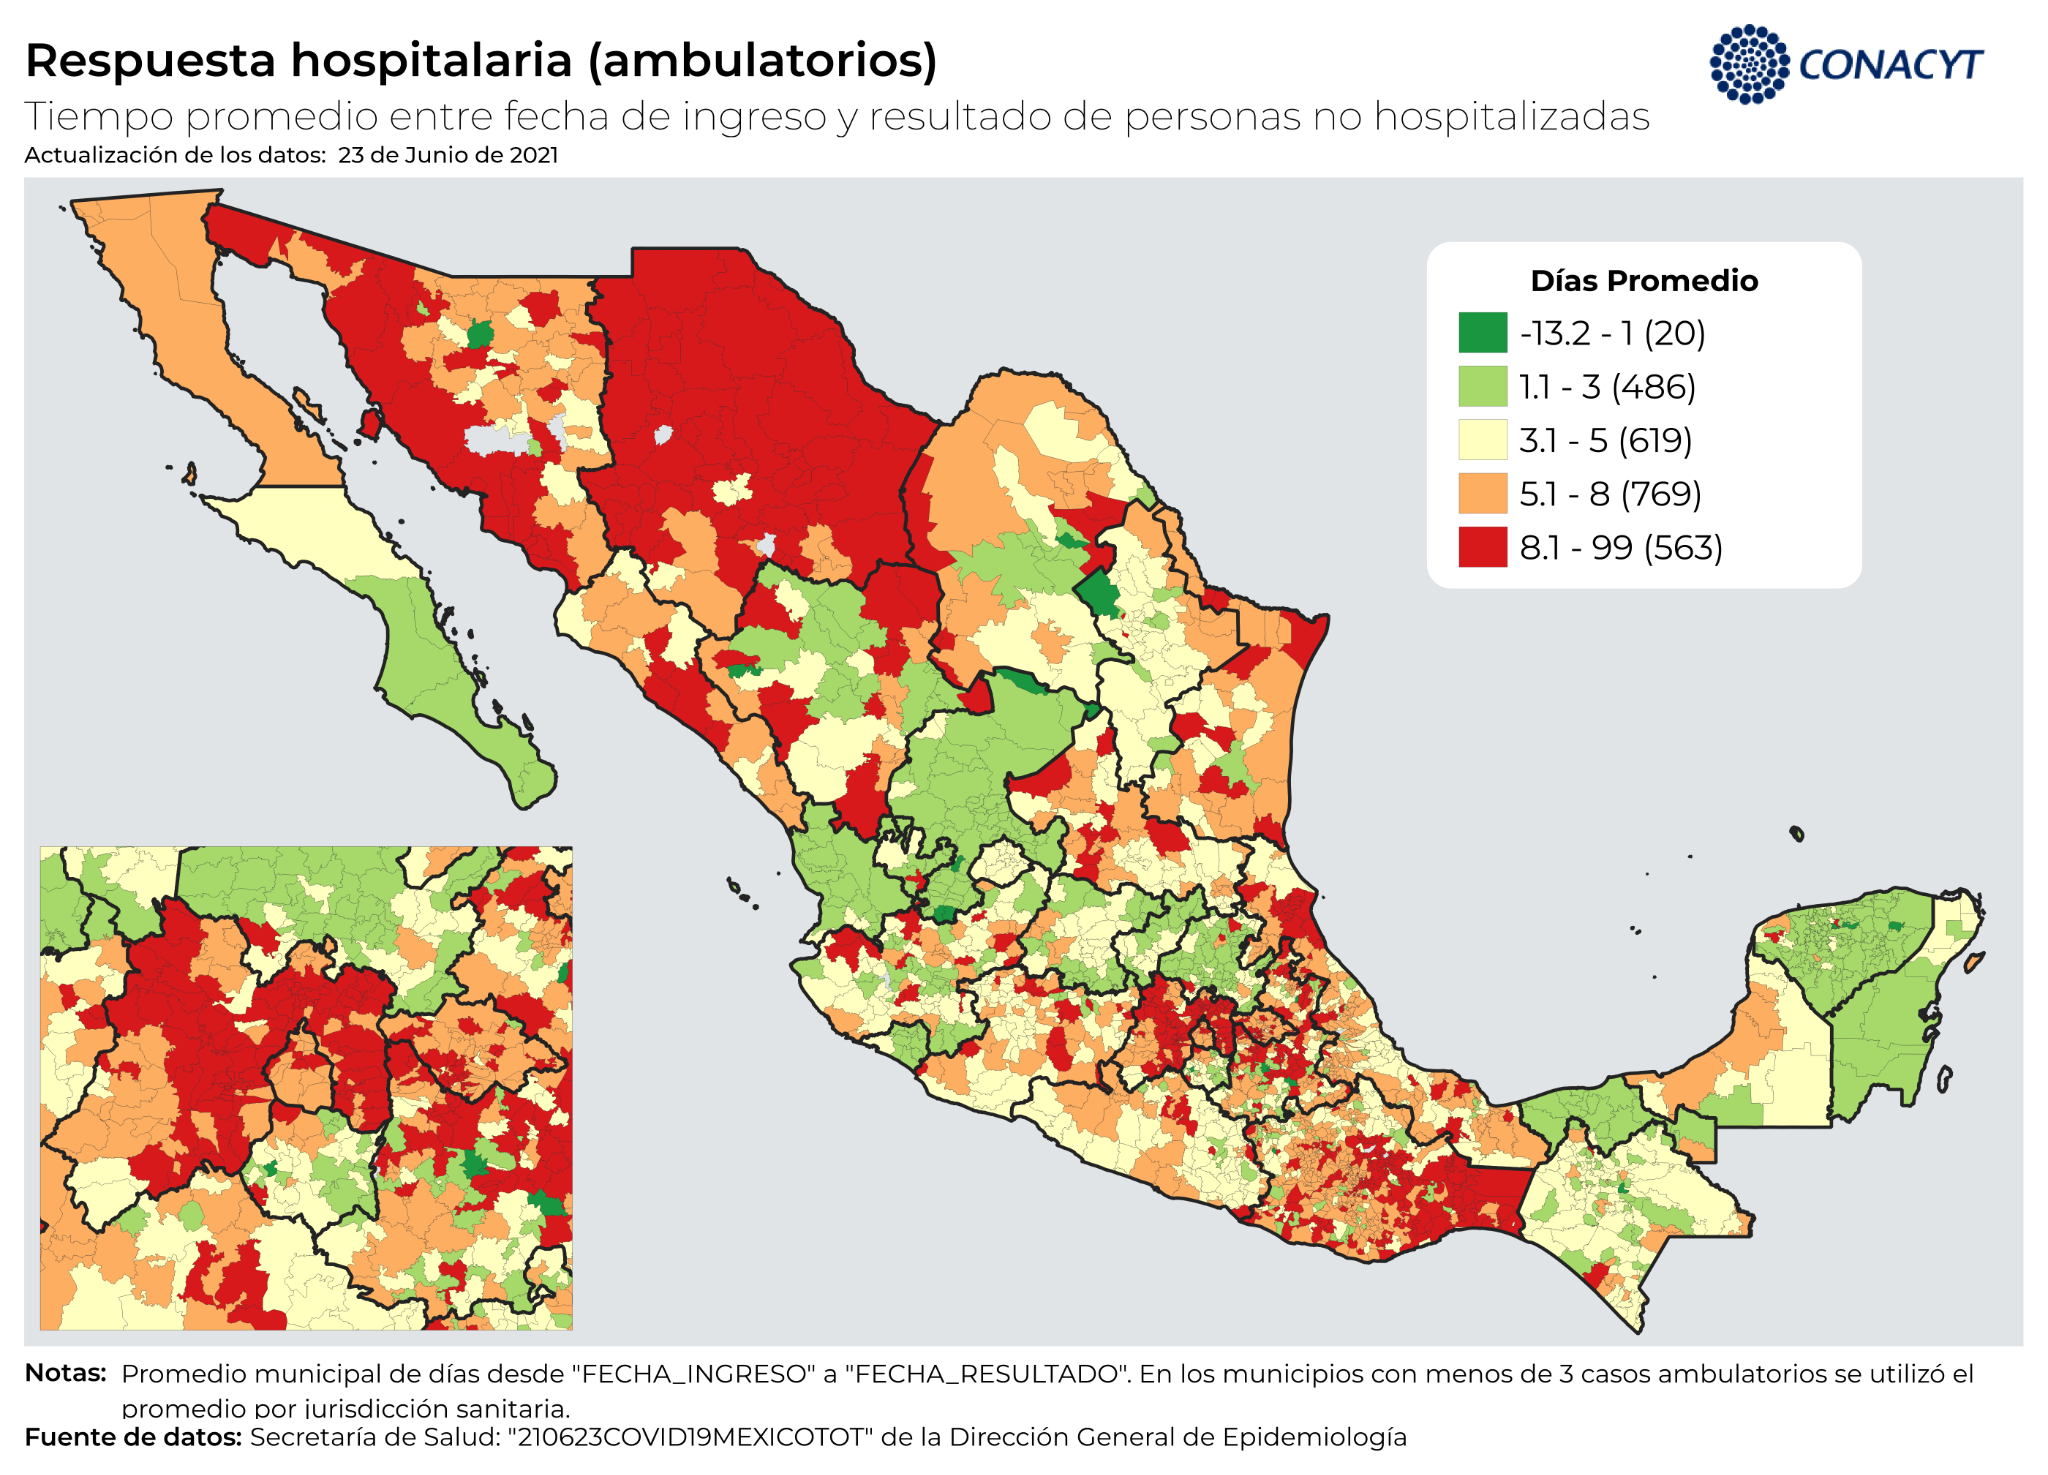 Respuesta hospitalaria (ambulatorios)
CONACYT
Tiempo promedio entre fecha de ingreso y resultado de personas no hospitalizadas
Actualización de los datos: 23 de Junio de 2021
Días Promedio
-13.2 - 1 (20)
1.1 - 3 (486)
3.1 - 5 (619)
5.1 - 8 (769)
8.1 - 99 (563)
Notas: Promedio municipal de días desde "FECHA_INGRESO" a "FECHA_RESULTADO". En los municipios con menos de 3 casos ambulatorios se utilizó el
promedio por jurisdicción sanitaria.
Fuente de datos: Secretaría de Salud: "210623COVID19MEXICOTOT" de la Dirección General de Epidemiología